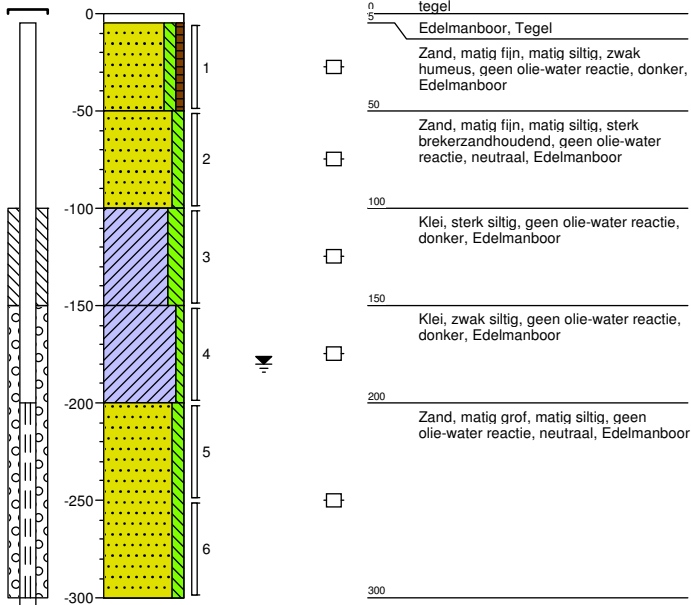 0
-50
-100
-150
-200
-250
-300
1
2
3
4
5
6
0
tegel
5
Edelmanboor, Tegel
Zand, matig fijn, matig siltig, zwak
humeus, geen olie-water reactie, donker,
Edelmanboor
50
Zand, matig fijn, matig siltig, sterk
brekerzandhoudend, geen olie-water
reactie, neutraal, Edelmanboor
100
Klei, sterk siltig, geen olie-water reactie,
donker, Edelmanboor
150
Klei, zwak siltig, geen olie-water reactie,
donker, Edelmanboor
200
Zand, matig grof, matig siltig, geen
olie-water reactie, neutraal, Edelmanboor
300